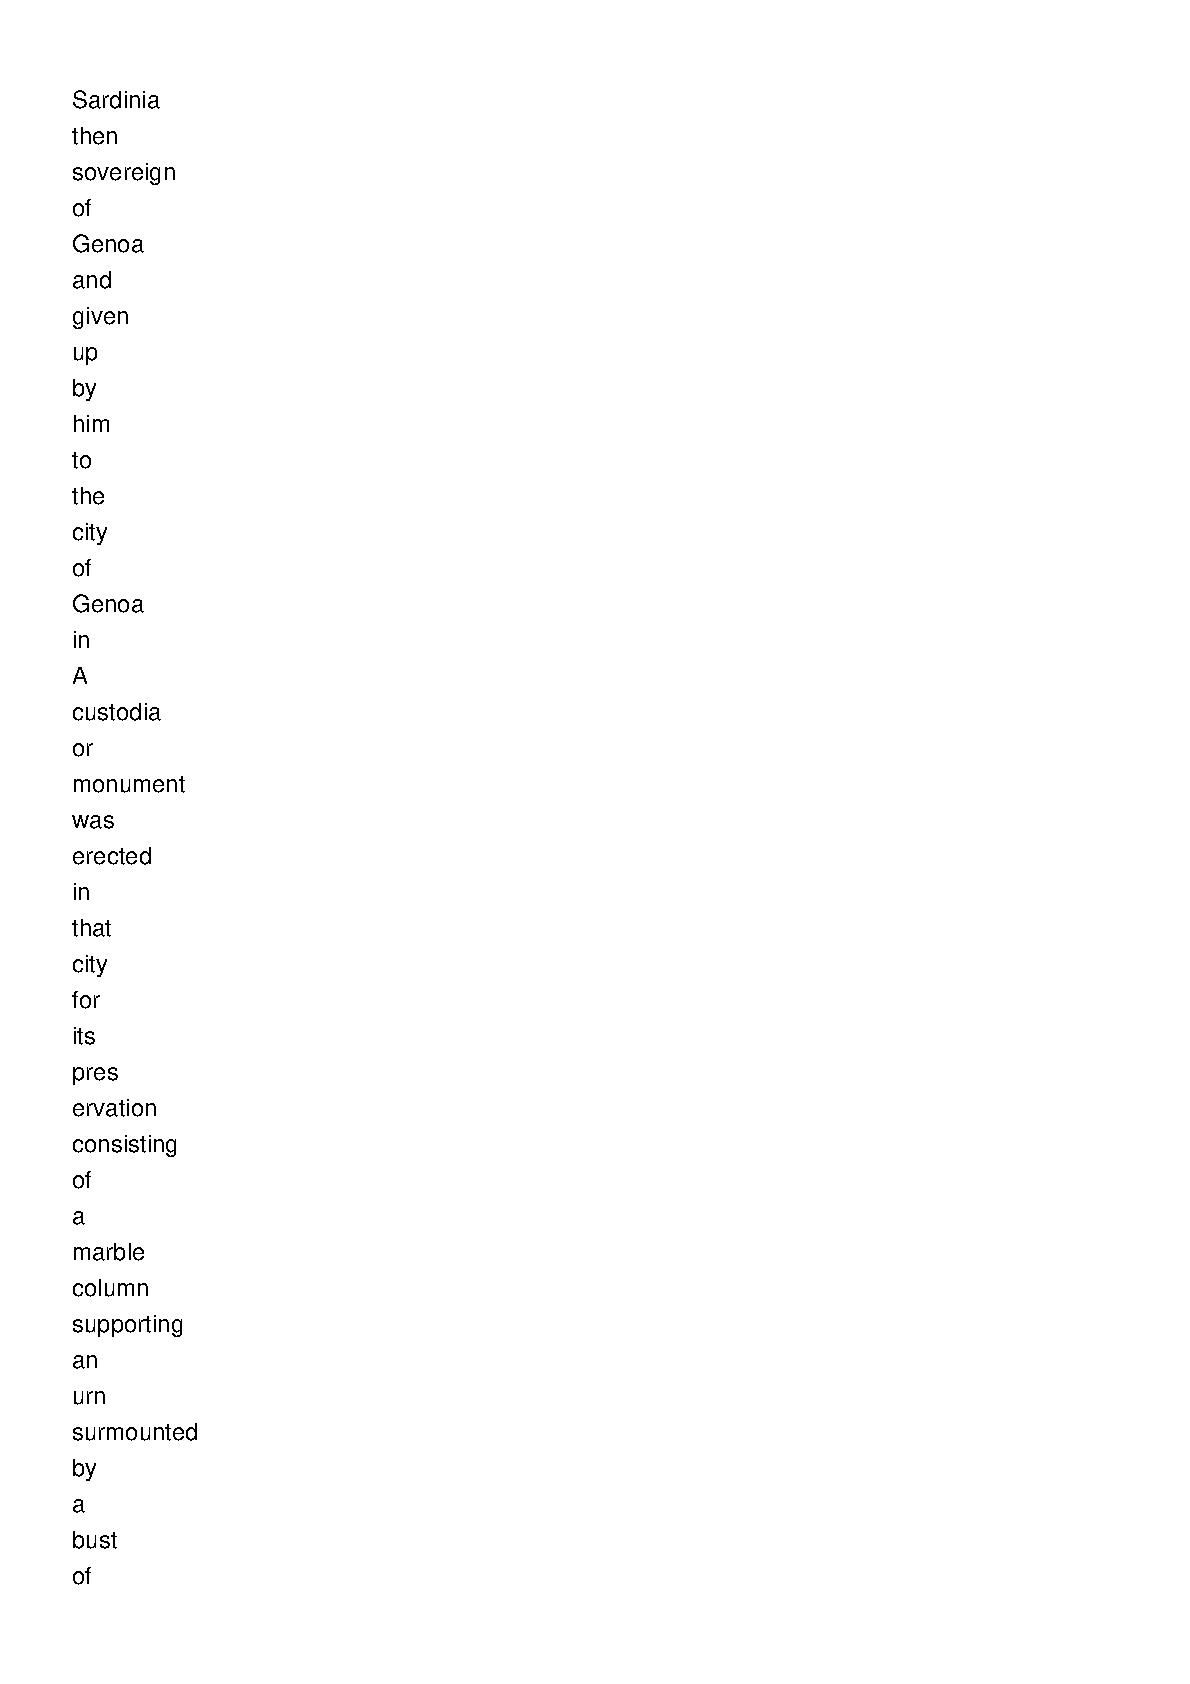 Sardinia
then
sovereign
of
Genoa
and
given
up
by
him
to
the
city
of
Genoa
in
A
custodia
or
monument
was
erected
in
that
city
for
its
pres
ervation
consisting
of
a
marble
column
supporting
an
urn
surmounted
by
a
bust
of